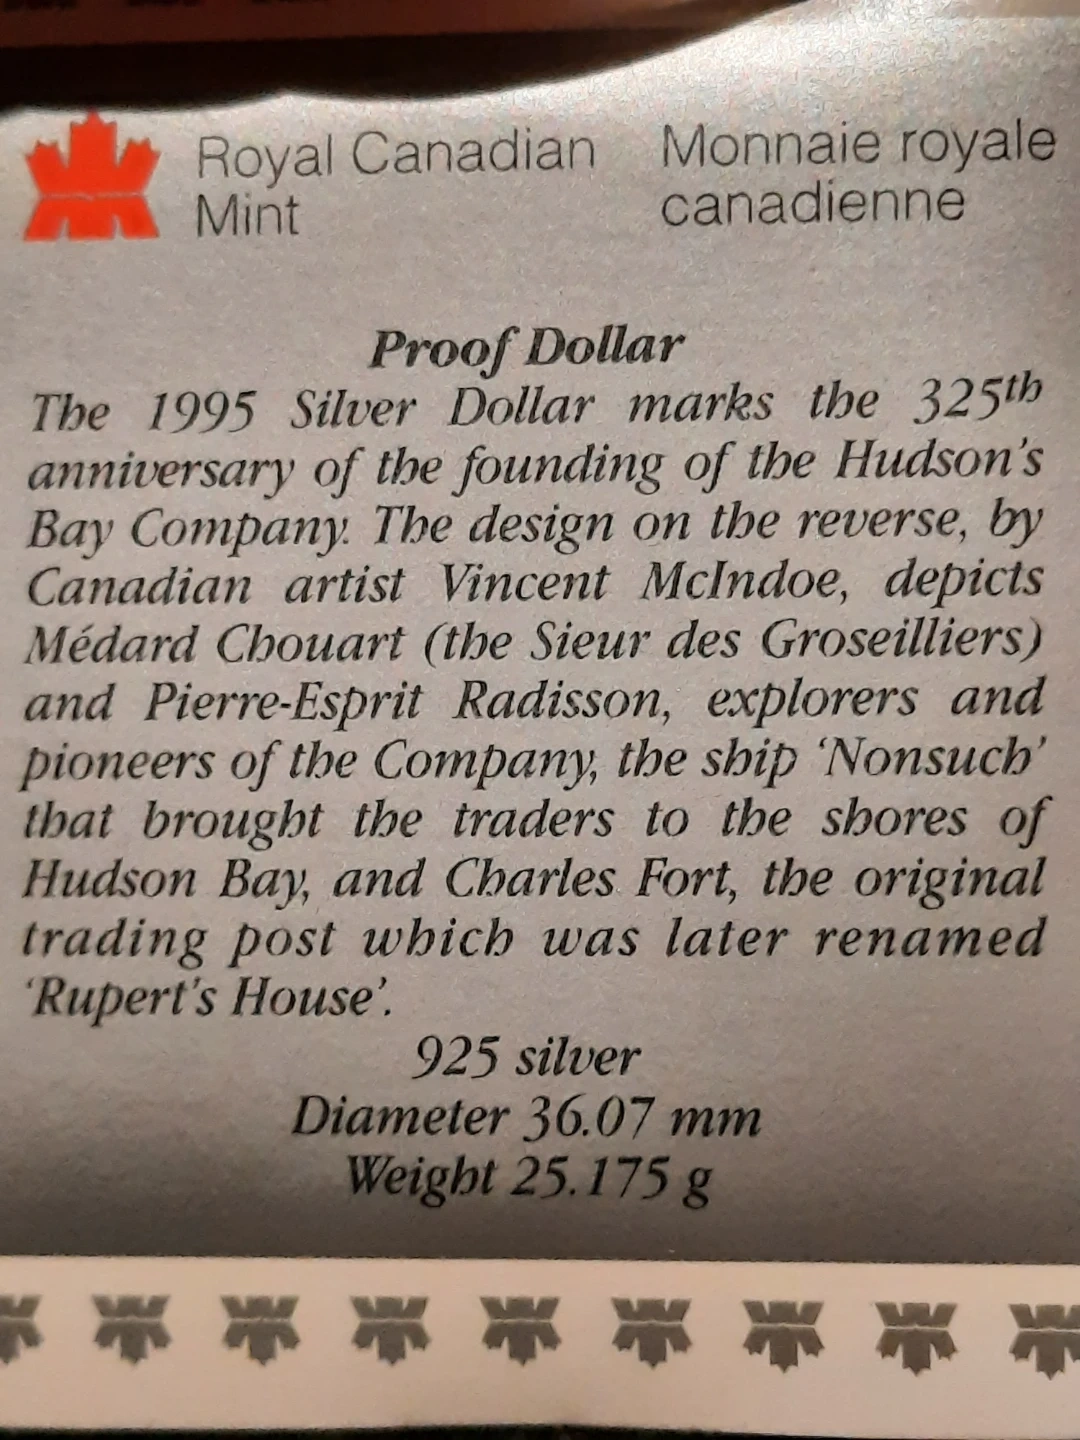 Royal Canadian
Mint
Monnaie royale
canadienne
Proof Dollar
The 1995 Silver Dollar marks the 325th
anniversary of the founding of the Hudson's
Bay Company. The design on the reverse, by
Canadian artist Vincent McIndoe, depicts
Médard Chouart (the Sieur des Groseilliers)
and Pierre-Esprit Radisson, explorers and
pioneers of the Company, the ship ‘Nonsuch’
that brought the traders to the shores of
Hudson Bay, and Charles Fort, the original
trading post which was later renamed
‘Rupert's House’.
925 silver
Diameter 36.07 mm
Weight 25.175 g